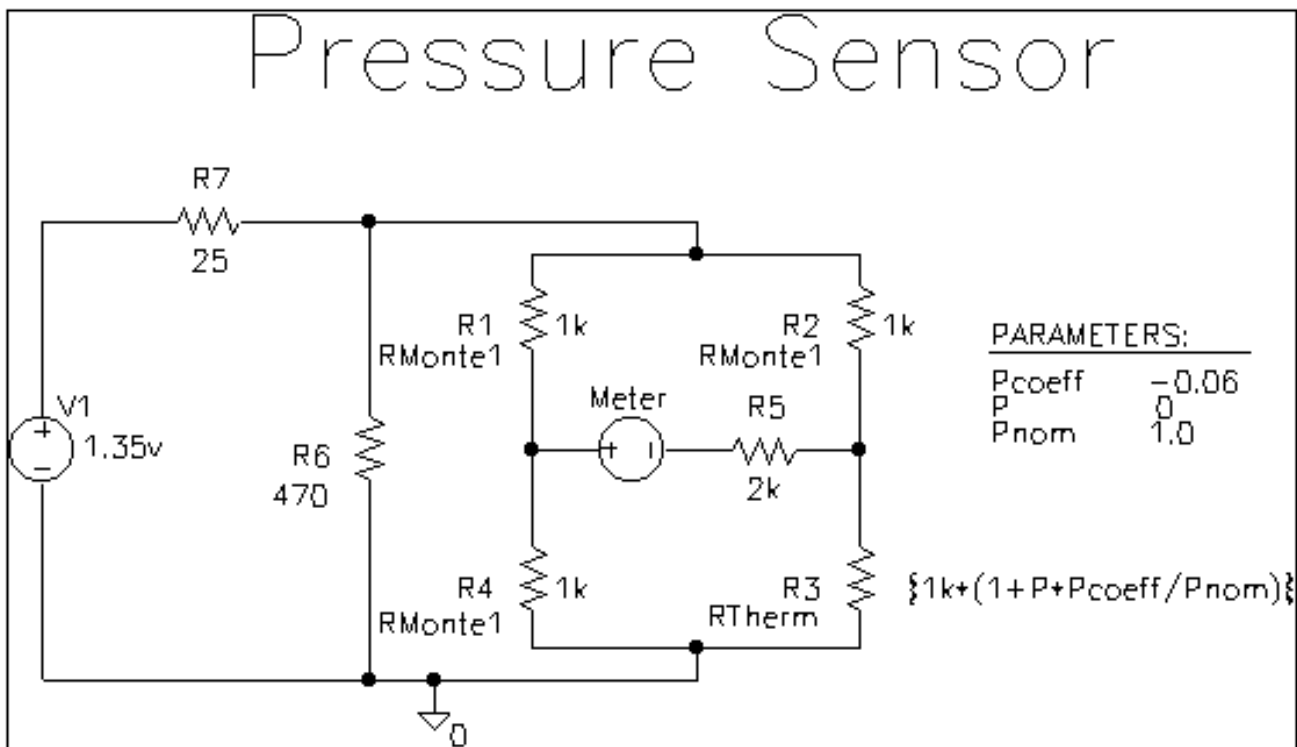 Pressure Sensor
R7
25
R1
1k
RMonte1
R2
1k
RMonte1
PARAMETERS:
Pcoeff -0.06
P 0
Pnom 1.0
V1
1.35v
+
-
R6
470
Meter
+
-
R5
2k
R4
1k
RMonte1
R3
RTherm
{1k*(1+P*Pcoeff/Pnom)}
0